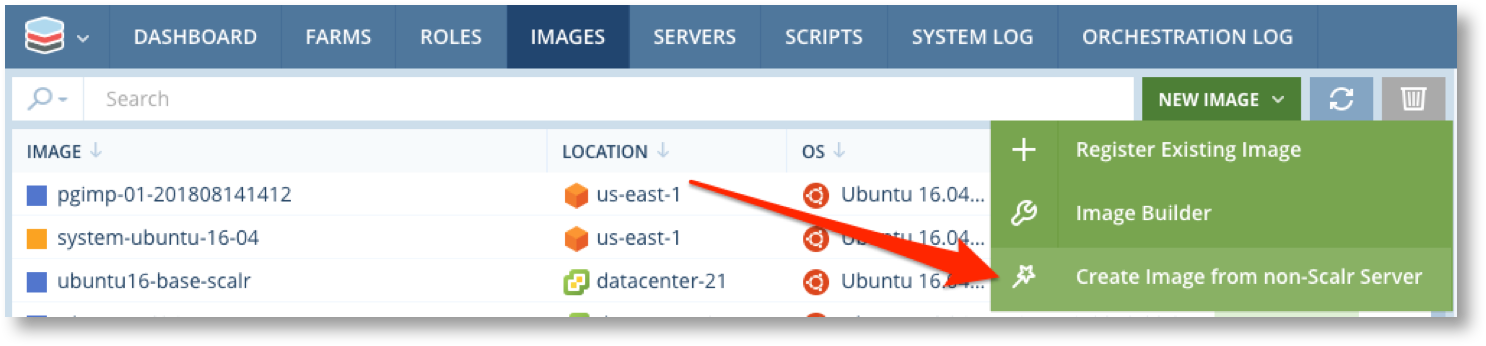 DASHBOARD FARMS ROLES IMAGES SERVERS SCRIPTS SYSTEM LOG ORCHESTRATION LOG
Search NEW IMAGE
IMAGE LOCATION OS
Register Existing Image
pgimp-01-201808141412 us-east-1 Ubuntu 16.04...
Image Builder
system-ubuntu-16-04 us-east-1 Ubuntu 16.04...
Create Image from non-Scalr Server
ubuntu16-base-scalr datacenter-21 Ubuntu 16.04...